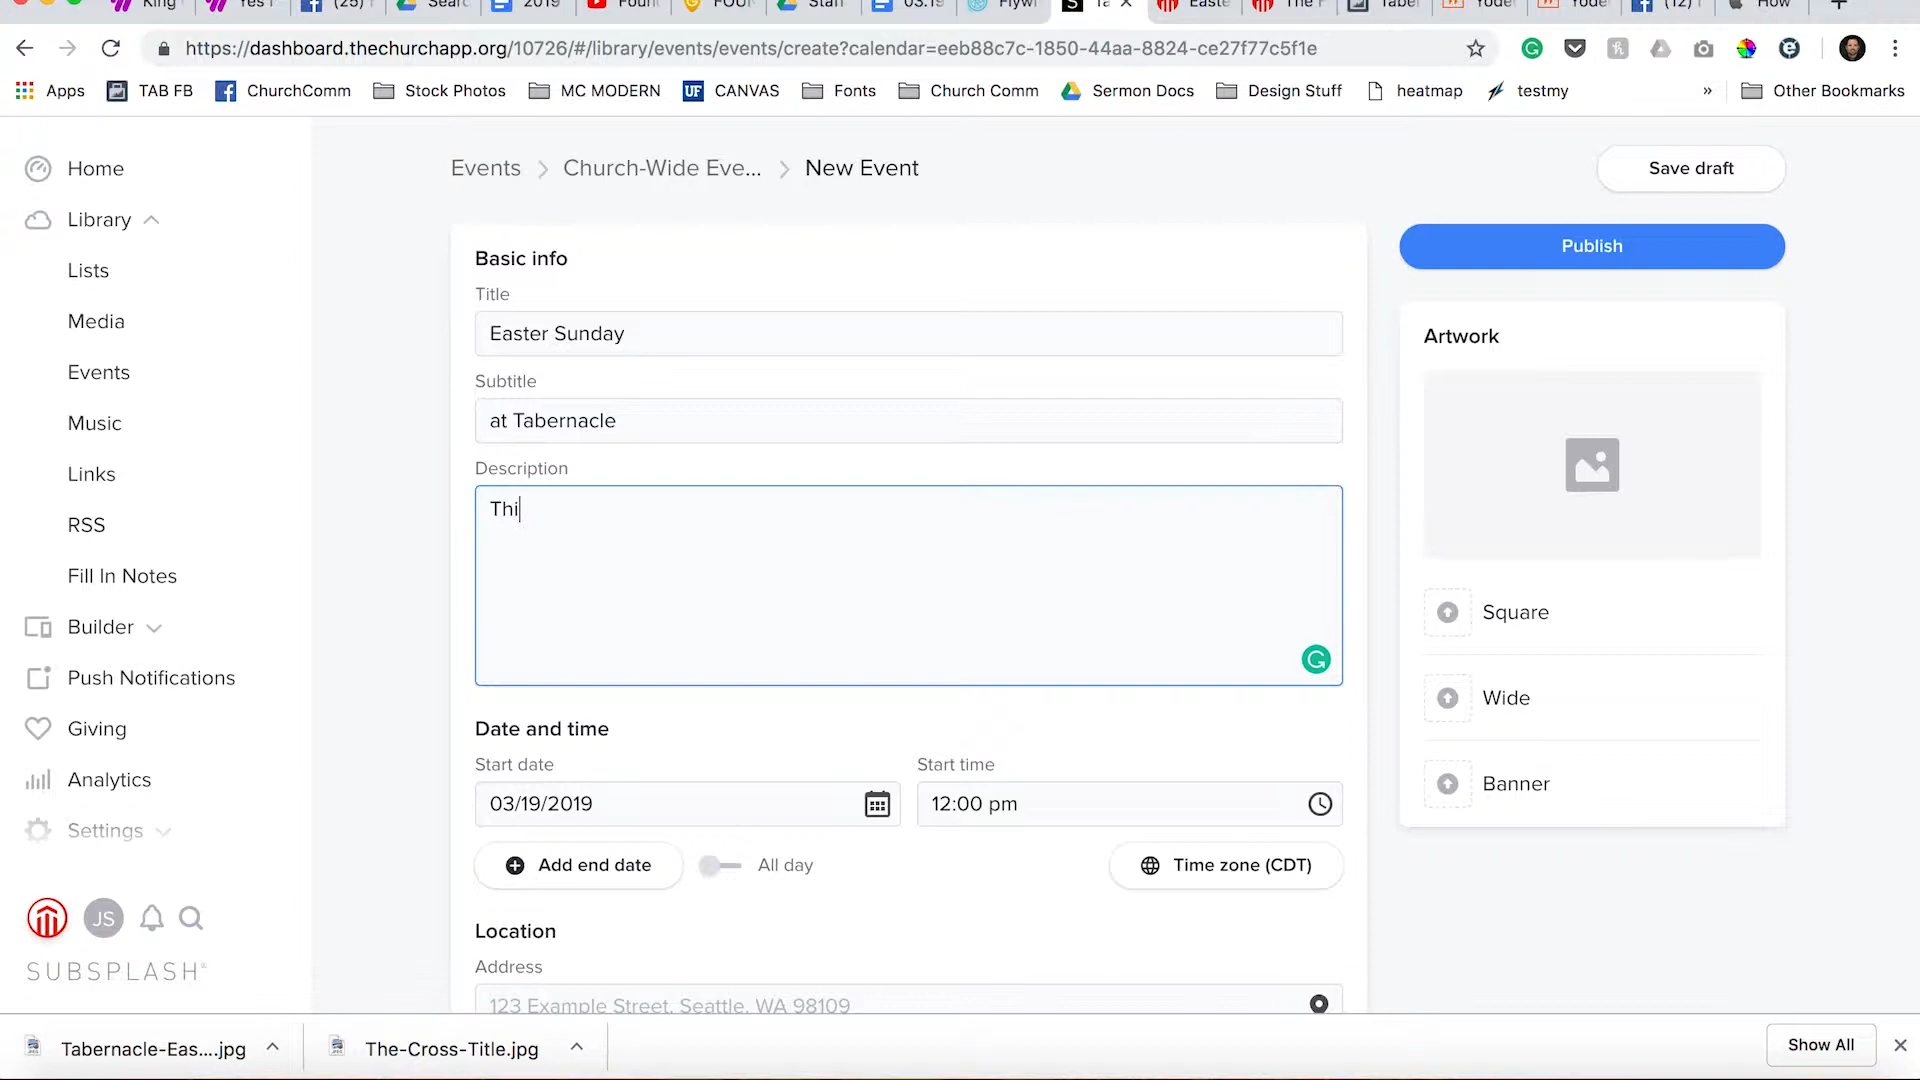 https://dashboard.thechurchapp.org/10726/#/library/events/events/create?calendar=eeb88c7c-1850-44aa-8824-ce27f77c5f1e
Apps TAB FB ChurchComm Stock Photos MC MODERN UF CANVAS Fonts Church Comm Sermon Docs Design Stuff heatmap testmy » Other Bookmarks
Home
Library
Lists
Media
Events
Music
Links
RSS
Fill In Notes
Builder
Push Notifications
Giving
Analytics
Settings
JS
SUBSPLASH
Events > Church-Wide Eve... > New Event
Save draft
Basic info
Title
Easter Sunday
Subtitle
at Tabernacle
Description
Thi
Date and time
Start date
Start time
03/19/2019
12:00 pm
Add end date
All day
Time zone (CDT)
Location
Address
123 Example Street, Seattle, WA 98109
Publish
Artwork
Square
Wide
Banner
Tabernacle-Eas....jpg
The-Cross-Title.jpg
Show All